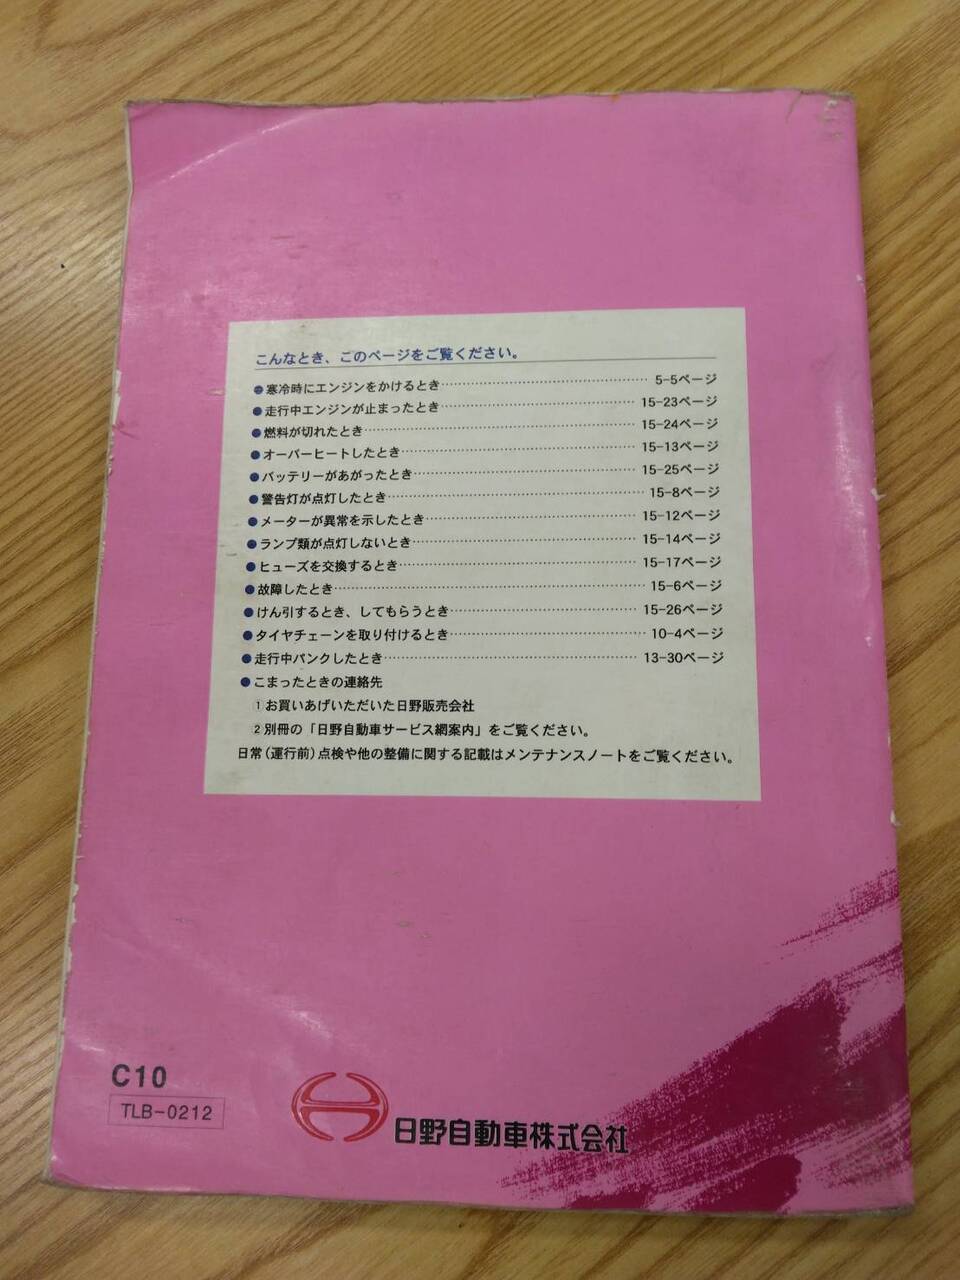 こんなとき、このページをご覧ください。
●寒冷時にエンジンをかけるとき 5-5ページ
●走行中エンジンが止まったとき 15-23ページ
●燃料が切れたとき 15-24ページ
●オーバーヒートしたとき 15-13ページ
●バッテリーがあがったとき 15-25ページ
●警告灯が点灯したとき 15-8ページ
●メーターが異常を示したとき 15-12ページ
●ランプ類が点灯しないとき 15-14ページ
●ヒューズを交換するとき 15-17ページ
●故障したとき 15-6ページ
●けん引するとき、してもらうとき 15-26ページ
●タイヤチェーンを取り付けるとき 10-4ページ
●走行中パンクしたとき 13-30ページ
●こまったときの連絡先
①お買いあげいただいた日野販売会社
②別冊の「日野自動車サービス網案内」をご覧ください。
日常(運行前)点検や他の整備に関する記載はメンテナンスノートをご覧ください。
C10
TLB-0212
日野自動車株式会社